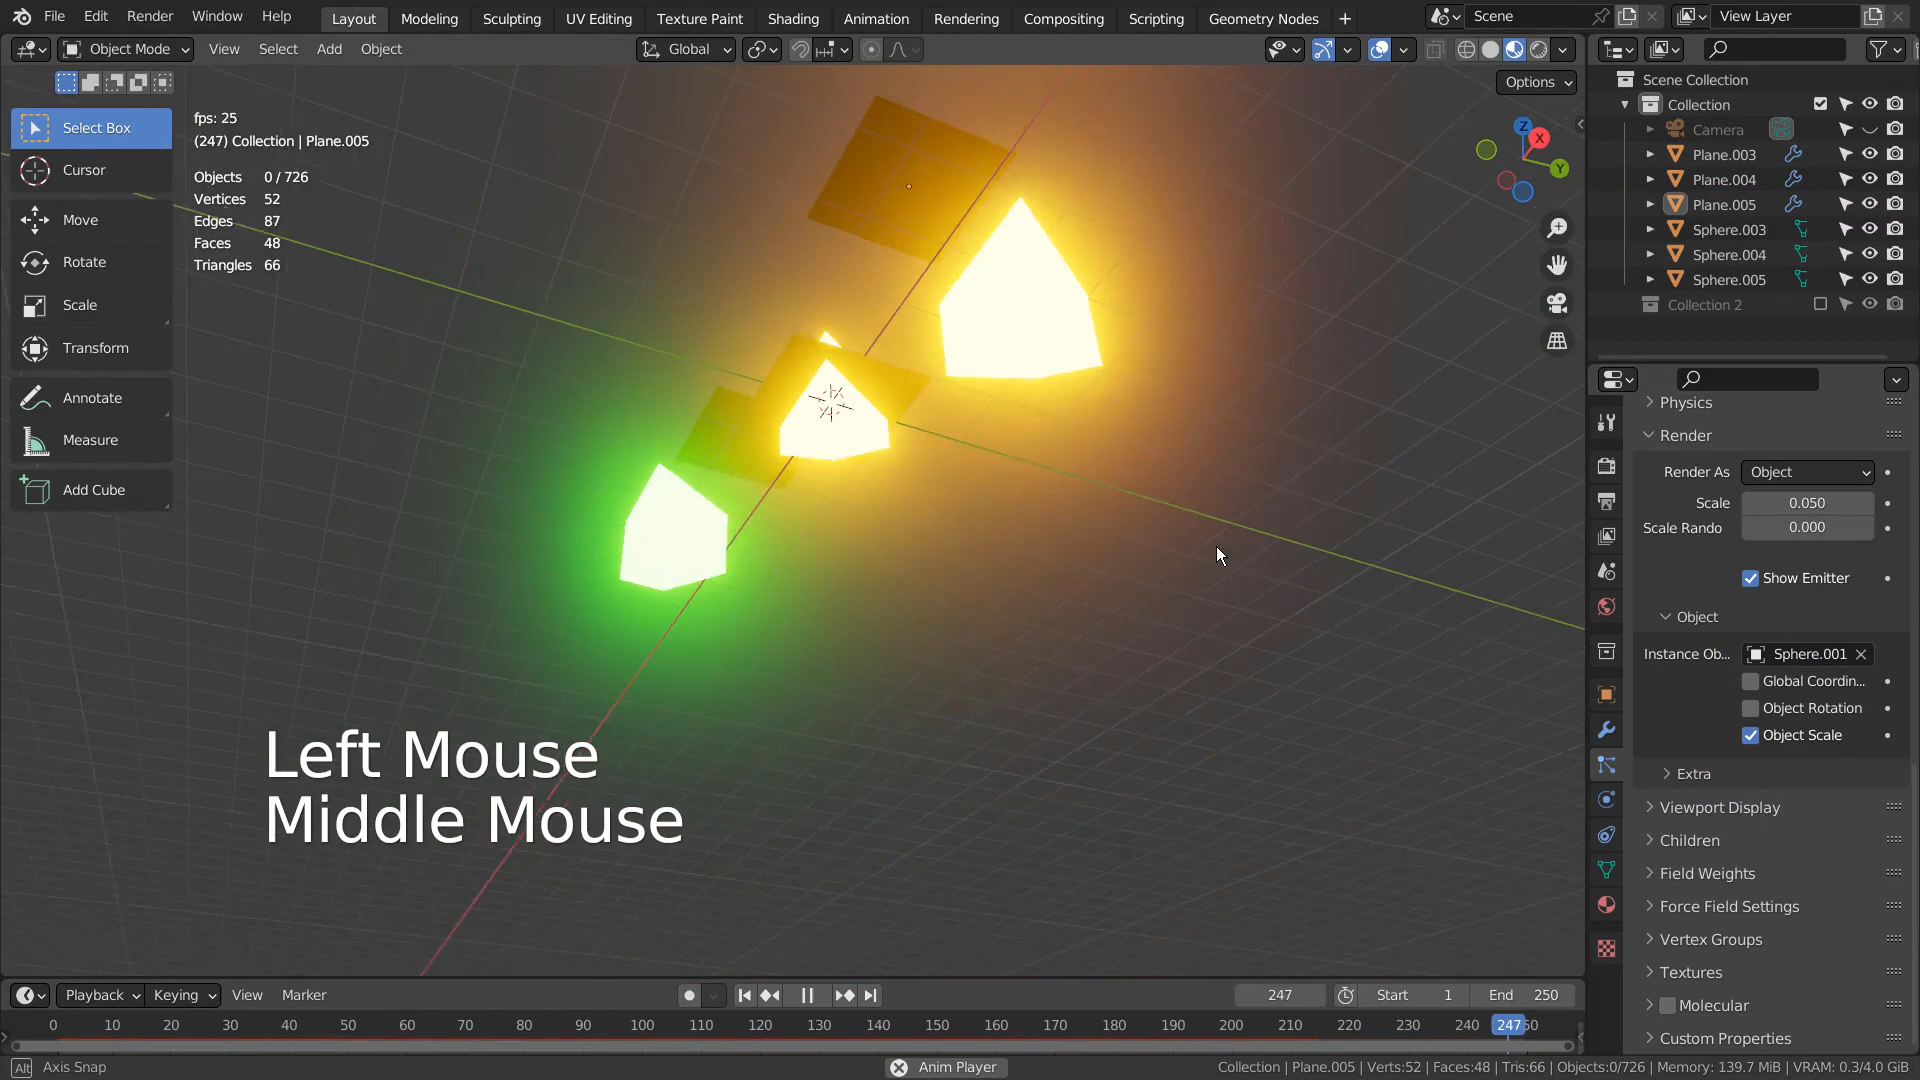 File Edit Render Window Help Layout Modeling Sculpting UV Editing Texture Paint Shading Animation Rendering Compositing Scripting Geometry Nodes + Scene View Layer
Object Mode View Select Add Object Global
Options
Select Box
Cursor
Move
Rotate
Scale
Transform
Annotate
Measure
Add Cube
fps: 25
(247) Collection | Plane.005
Objects 0 / 726
Vertices 52
Edges 87
Faces 48
Triangles 66
Z
X
Y
Left Mouse
Middle Mouse
Scene Collection
Collection
Camera
Plane.003
Plane.004
Plane.005
Sphere.003
Sphere.004
Sphere.005
Collection 2
Physics
Render
Render As Object
Scale 0.050
Scale Rando 0.000
Show Emitter
Object
Instance Ob... Sphere.001
Global Coordin...
Object Rotation
Object Scale
Extra
Viewport Display
Children
Field Weights
Force Field Settings
Vertex Groups
Textures
Molecular
Custom Properties
Playback Keying View Marker 247 Start 1 End 250
0 10 20 30 40 50 60 70 80 90 100 110 120 130 140 150 160 170 180 190 200 210 220 230 240 247
Alt Axis Snap Anim Player Collection | Plane.005 | Verts:52 | Faces:48 | Tris:66 | Objects:0/726 | Memory: 139.7 MiB | VRAM: 0.3/4.0 GiB